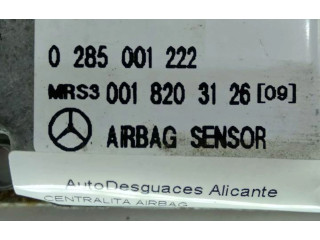 0 285 001 222
MRS3 001 820 31 26 [09]
AIRBAG SENSOR
AutoDesguaces Alicante
CENTRALITA AIRBAG